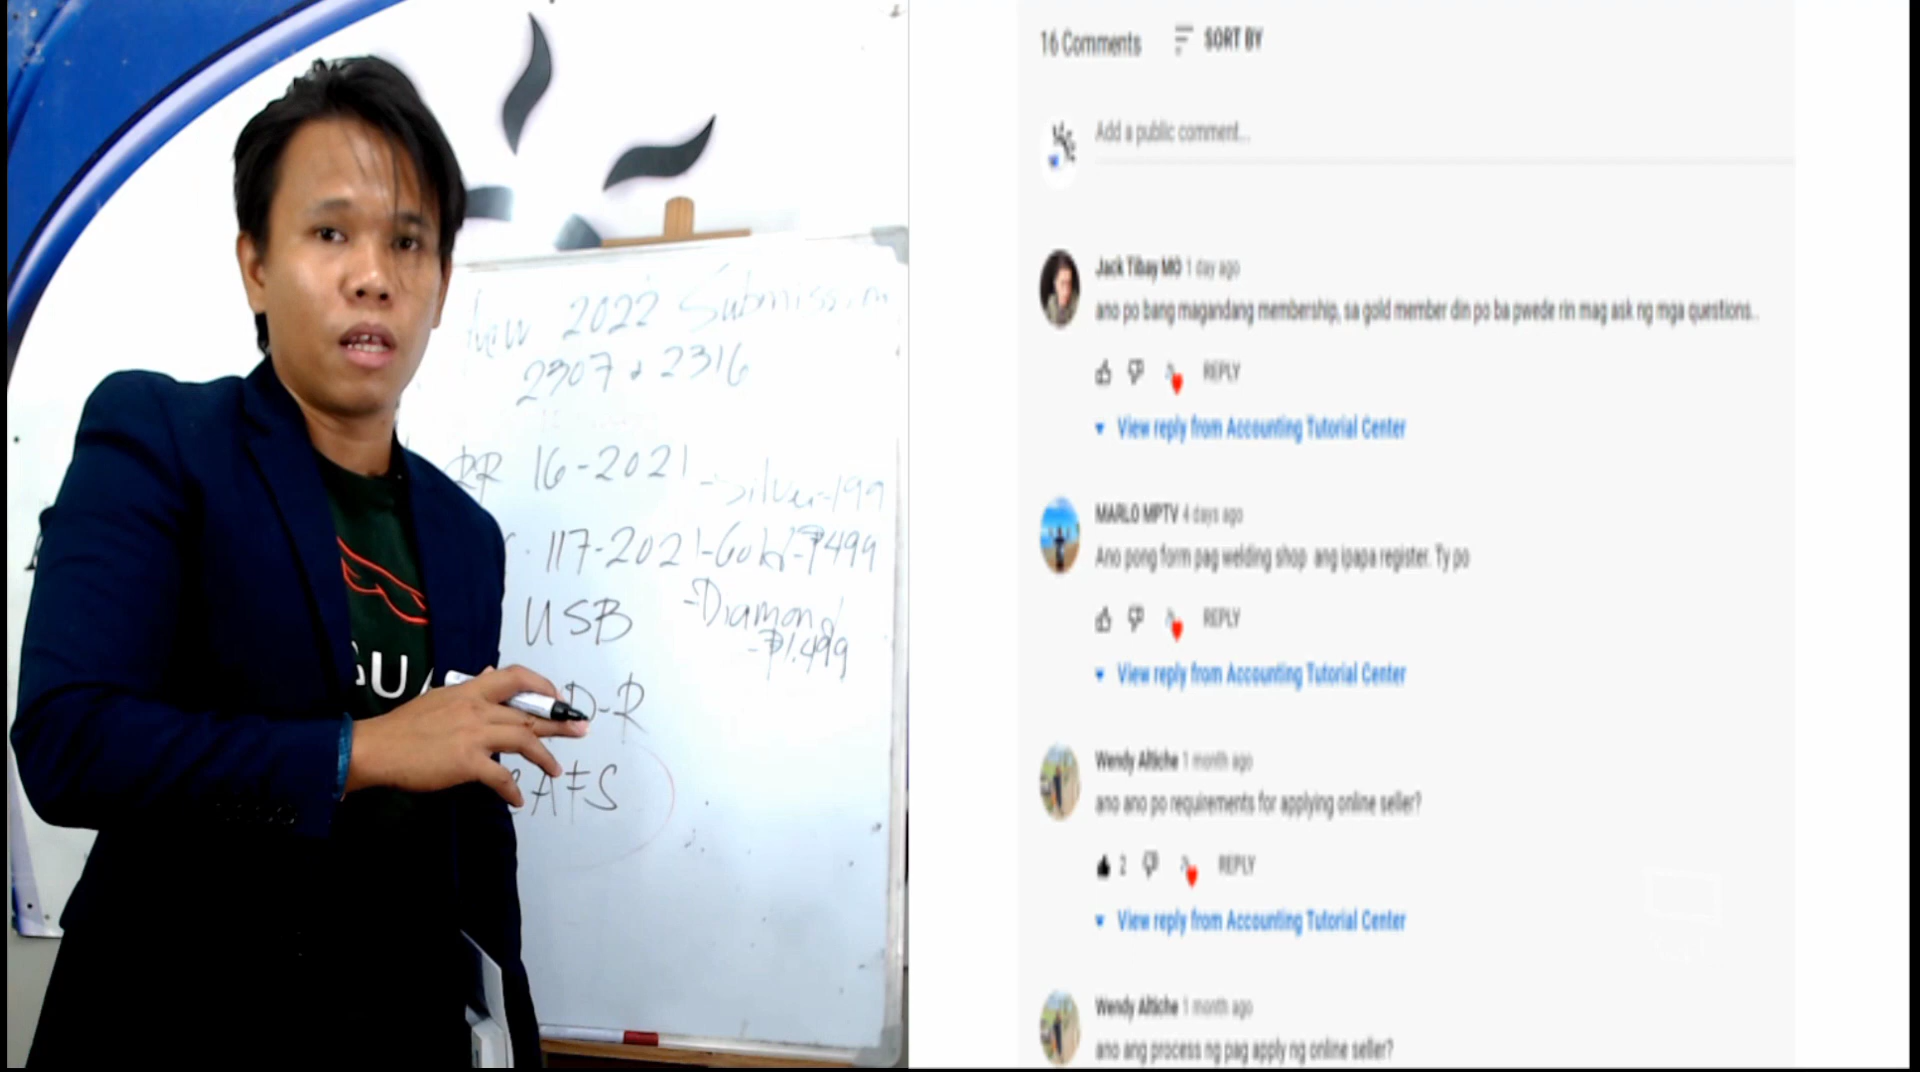 New 2022 Submission
2307 & 2316
RR 16-2021
-Silver-199
117-2021
-Gold-₱499
USB
-Diamond
-₱1,499
D-R
AFS
GUA
16 Comments
SORT BY
Add a public comment...
Jack Tibay MO 1 day ago
ano po bang magandang membership, sa gold member din po ba pwede rin mag ask ng mga questions..
REPLY
View reply from Accounting Tutorial Center
MARLO MPTV 4 days ago
Ano pong form pag welding shop ang ipapa register. Ty po
REPLY
View reply from Accounting Tutorial Center
Wendy Altiche 1 month ago
ano ano po requirements for applying online seller?
2 REPLY
View reply from Accounting Tutorial Center
Wendy Altiche 1 month ago
ano ang process ng pag apply ng online seller?